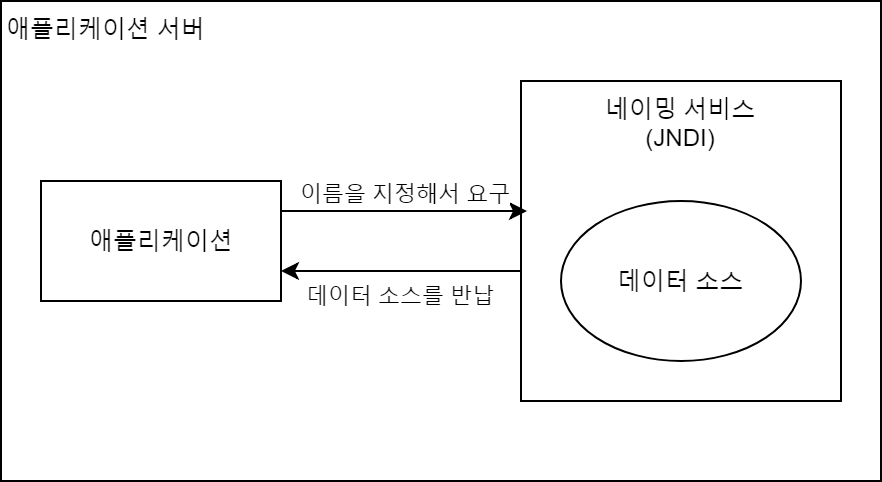 애플리케이션 서버
네이밍 서비스
(JNDI)
이름을 지정해서 요구
애플리케이션
데이터 소스
데이터 소스를 반납